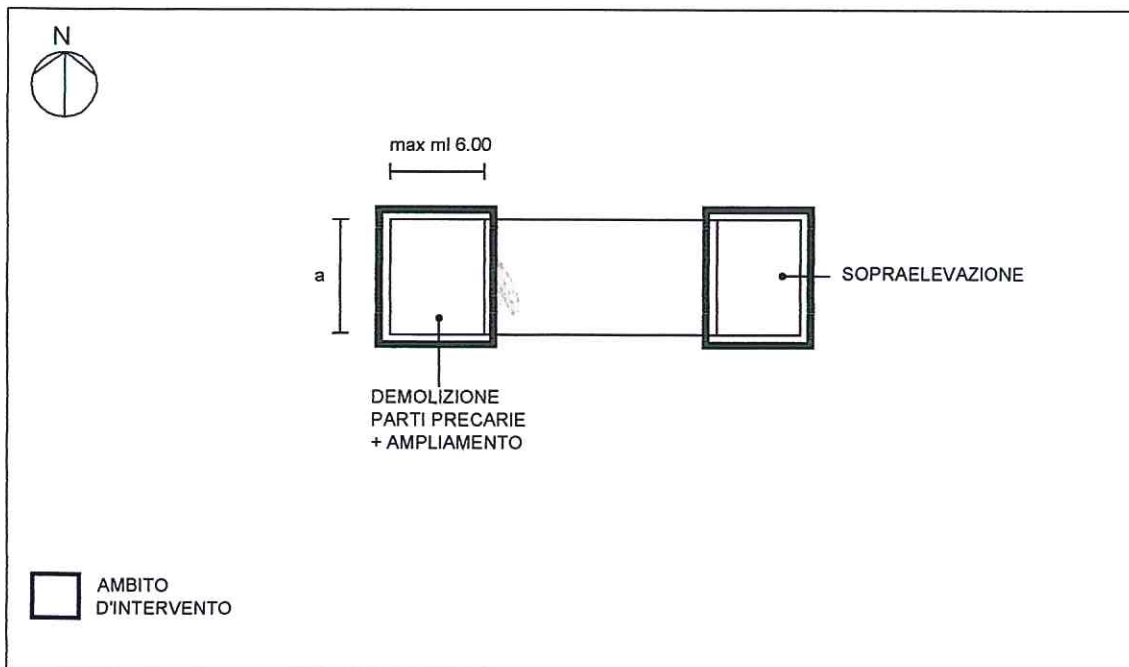 N
max ml 6.00
a
SOPRAELEVAZIONE
DEMOLIZIONE
PARTI PRECARIE
+ AMPLIAMENTO
AMBITO
D'INTERVENTO